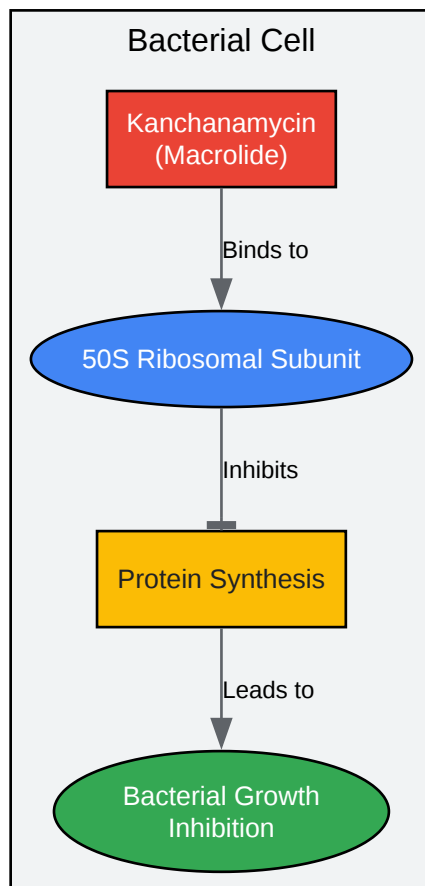 Bacterial Cell
Kanchanamycin
(Macrolide)
Binds to
50S Ribosomal Subunit
Inhibits
Protein Synthesis
Leads to
Bacterial Growth
Inhibition